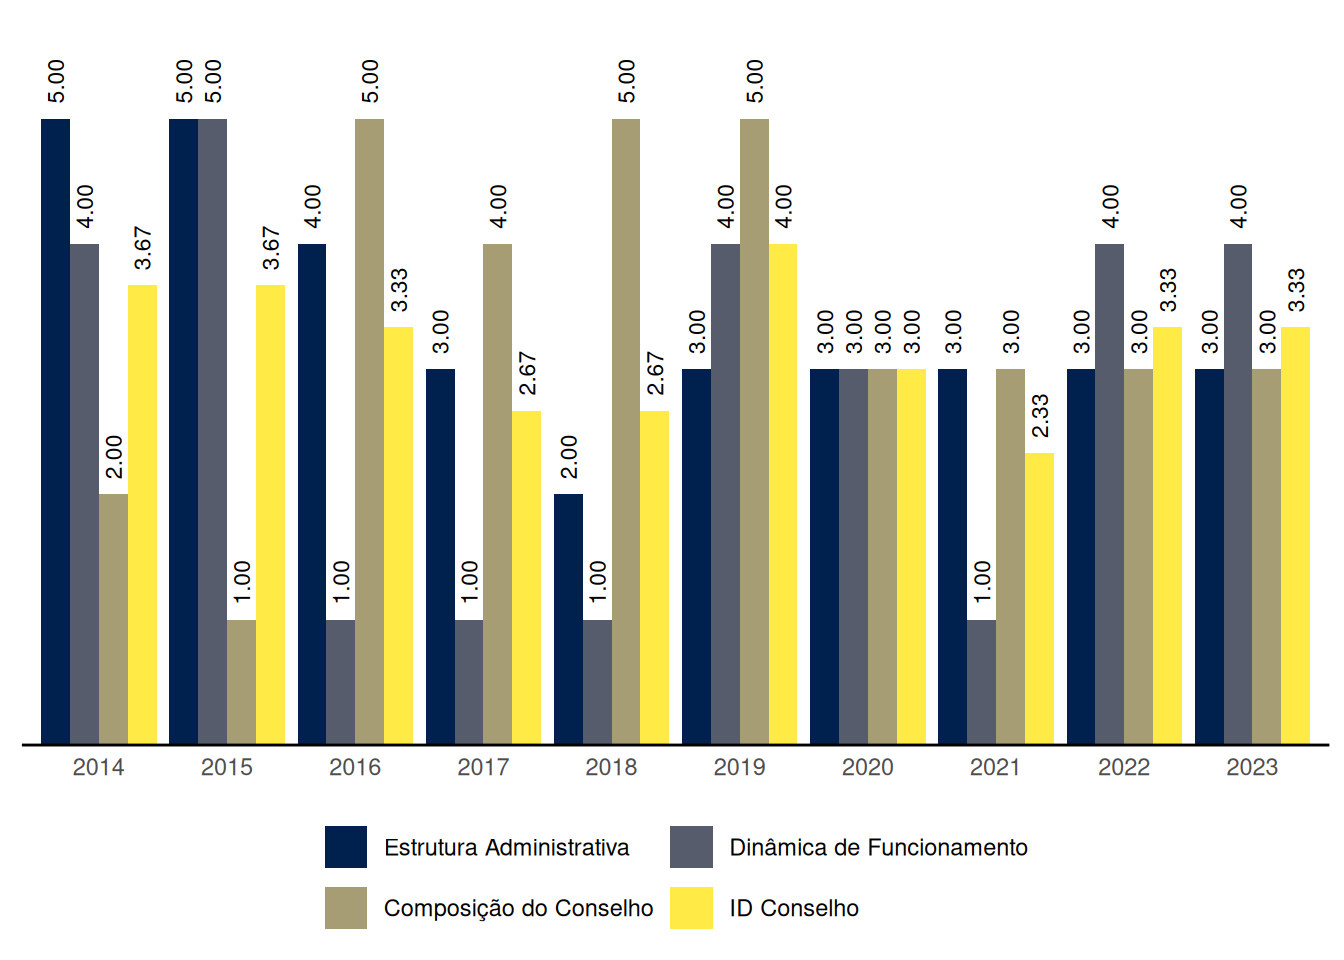 5.00 4.00 2.00 3.67 5.00 5.00 1.00 3.67 4.00 1.00 5.00 3.33 3.00 1.00 4.00 2.67 2.00 1.00 5.00 2.67 3.00 4.00 5.00 4.00 3.00 3.00 3.00 3.00 3.00 1.00 3.00 2.33 3.00 4.00 3.00 3.33 3.00 4.00 3.00 3.33
2014 2015 2016 2017 2018 2019 2020 2021 2022 2023
Estrutura Administrativa Dinâmica de Funcionamento
Composição do Conselho ID Conselho